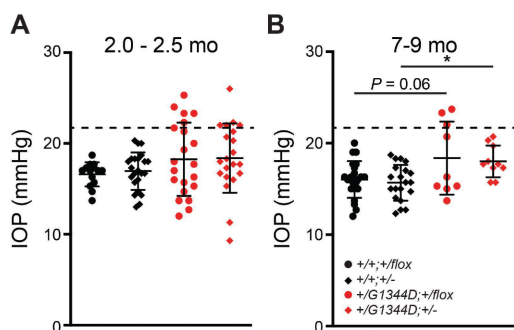 A
2.0 - 2.5 mo
IOP (mmHg)
30
20
10
0
B
7-9 mo
IOP (mmHg)
30
20
10
0
*
P = 0.06
+/+;+/flox
+/+;+/-
+/G1344D;+/flox
+/G1344D;+/-